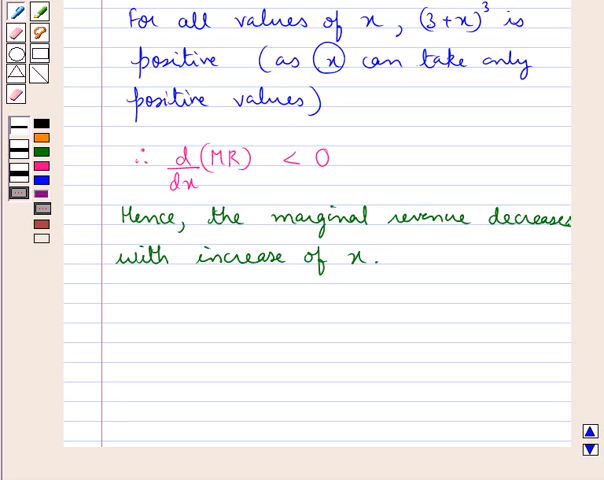 For all values of x, (3+x)³ is
positive (as x can take only
positive values)
∴ d/dx (MR) < 0
Hence, the marginal revenue decreases
with increase of x.